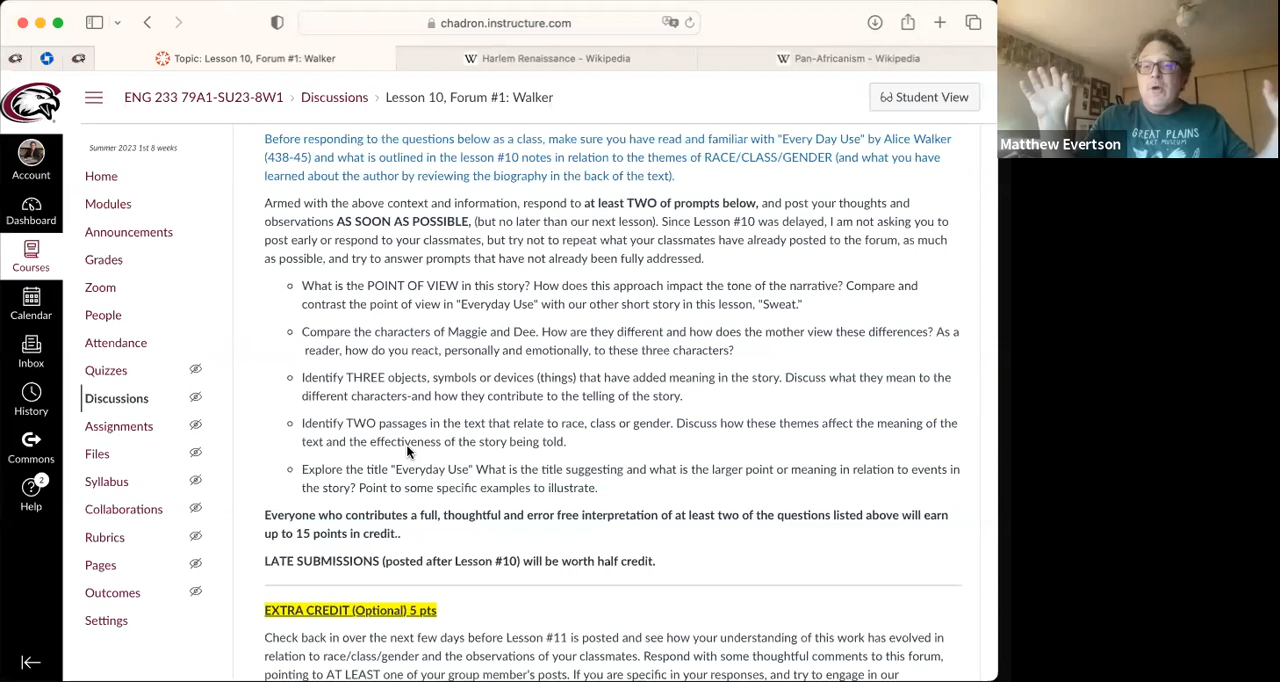 chadron.instructure.com
Topic: Lesson 10, Forum #1: Walker
W Harlem Renaissance - Wikipedia
W Pan-Africanism - Wikipedia
ENG 233 79A1-SU23-8W1 › Discussions › Lesson 10, Forum #1: Walker
Student View
Account
Dashboard
Courses
Calendar
Inbox
History
Commons
2
Help
Summer 2023 1st 8 weeks
Home
Modules
Announcements
Grades
Zoom
People
Attendance
Quizzes
Discussions
Assignments
Files
Syllabus
Collaborations
Rubrics
Pages
Outcomes
Settings
Before responding to the questions below as a class, make sure you have read and familiar with "Every Day Use" by Alice Walker
(438-45) and what is outlined in the lesson #10 notes in relation to the themes of RACE/CLASS/GENDER (and what you have
learned about the author by reviewing the biography in the back of the text).
Armed with the above context and information, respond to at least TWO of prompts below, and post your thoughts and
observations AS SOON AS POSSIBLE, (but no later than our next lesson). Since Lesson #10 was delayed, I am not asking you to
post early or respond to your classmates, but try not to repeat what your classmates have already posted to the forum, as much
as possible, and try to answer prompts that have not already been fully addressed.
What is the POINT OF VIEW in this story? How does this approach impact the tone of the narrative? Compare and
contrast the point of view in "Everyday Use" with our other short story in this lesson, "Sweat."
Compare the characters of Maggie and Dee. How are they different and how does the mother view these differences? As a
reader, how do you react, personally and emotionally, to these three characters?
Identify THREE objects, symbols or devices (things) that have added meaning in the story. Discuss what they mean to the
different characters-and how they contribute to the telling of the story.
Identify TWO passages in the text that relate to race, class or gender. Discuss how these themes affect the meaning of the
text and the effectiveness of the story being told.
Explore the title "Everyday Use" What is the title suggesting and what is the larger point or meaning in relation to events in
the story? Point to some specific examples to illustrate.
Everyone who contributes a full, thoughtful and error free interpretation of at least two of the questions listed above will earn
up to 15 points in credit..
LATE SUBMISSIONS (posted after Lesson #10) will be worth half credit.
EXTRA CREDIT (Optional) 5 pts
Check back in over the next few days before Lesson #11 is posted and see how your understanding of this work has evolved in
relation to race/class/gender and the observations of your classmates. Respond with some thoughtful comments to this forum,
pointing to AT LEAST one of your group member's posts. If you are specific in your responses, and try to engage in our
GREAT PLAINS
ART MUSEUM
Matthew Evertson